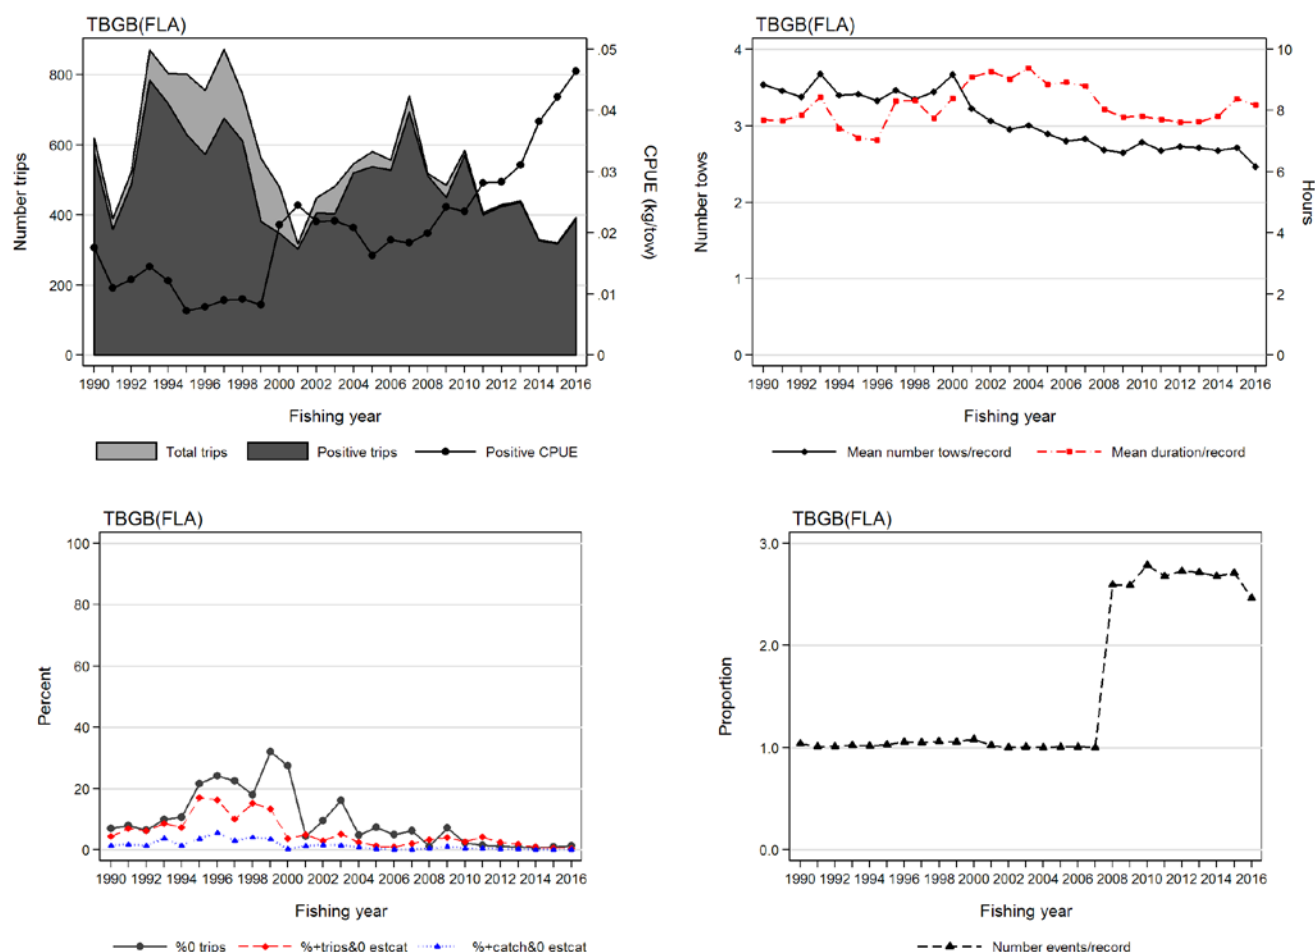 TBGB(FLA)
Number trips
800
600
400
200
0
CPUE (kg/tow)
.05
.04
.03
.02
.01
0
1990 1992 1994 1996 1998 2000 2002 2004 2006 2008 2010 2012 2014 2016
Fishing year
Total trips Positive trips Positive CPUE
TBGB(FLA)
Number tows
4
3
2
1
0
Hours
10
8
6
4
2
0
1990 1992 1994 1996 1998 2000 2002 2004 2006 2008 2010 2012 2014 2016
Fishing year
Mean number tows/record Mean duration/record
TBGB(FLA)
Percent
100
80
60
40
20
0
1990 1992 1994 1996 1998 2000 2002 2004 2006 2008 2010 2012 2014 2016
Fishing year
%0 trips %+trips&0 estcat %+catch&0 estcat
TBGB(FLA)
Proportion
3.0
2.0
1.0
0.0
1990 1992 1994 1996 1998 2000 2002 2004 2006 2008 2010 2012 2014 2016
Fishing year
Number events/record